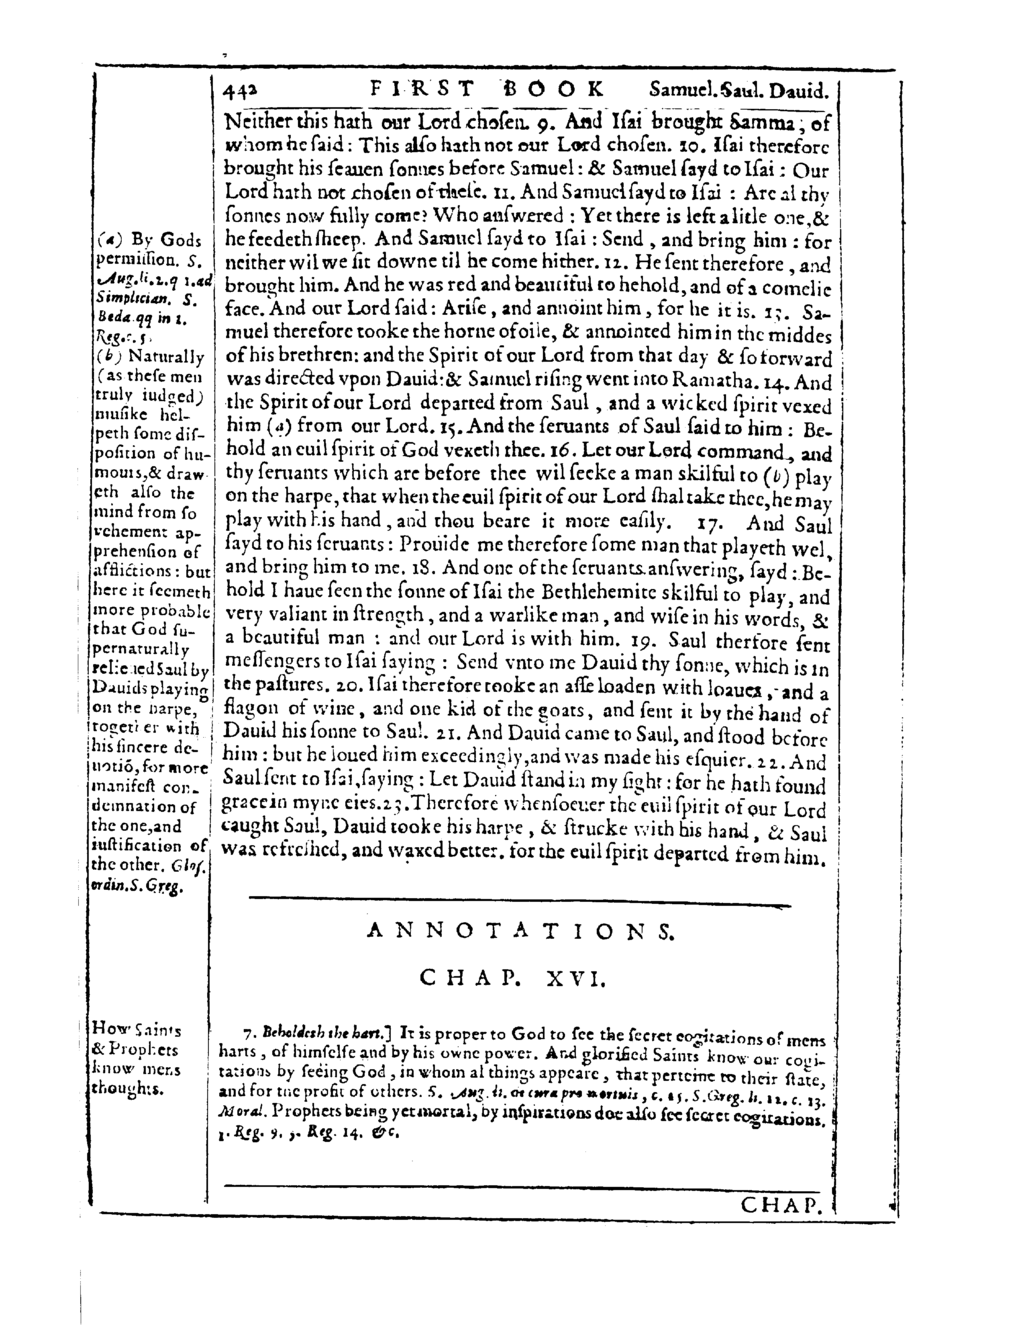 442 FIRST BOOK Samuel. Saul. Dauid.
Neither this hath our Lord chosen. 9. And Isai brought Samma, of
whom he said: This also hath not our Lord chosen. 10. Isai therefore
brought his seauen sonnes before Samuel: & Samuel sayd to Isai: Our
Lord hath not chosen of these. 11. And Samuel sayd to Isai: Are al thy
sonnes now fully come? Who answered: Yet there is left a litle one, &
he feedeth sheep. And Samuel sayd to Isai: Send, and bring him: for
neither wil we sit downe til he come hither. 12. He sent therefore, and
brought him. And he was red and beautiful to behold, and of a comelie
face. And our Lord said: Arise, and annoint him, for he it is. 13. Sa-
muel therefore tooke the horne of oile, & annointed him in the middes
of his brethren: and the Spirit of our Lord from that day & so forward
was directed vpon Dauid: & Samuel rising went into Ramatha. 14. And
the Spirit of our Lord departed from Saul, and a wicked spirit vexed
him (a) from our Lord. 15. And the seruants of Saul said to him: Be-
hold an euil spirit of God vexeth thee. 16. Let our Lord command, and
thy seruants which are before thee wil seeke a man skilful to (b) play
on the harpe, that when the euil spirit of our Lord shal take thee, he may
play with his hand, and thou beare it more easily. 17. And Saul
sayd to his seruants: Prouide me therefore some man that playeth wel,
and bring him to me. 18. And one of the seruants answering, sayd: Be-
hold I haue seen the sonne of Isai the Bethlehemite skilful to play, and
very valiant in strength, and a warlike man, and wise in his words, &
a beautiful man: and our Lord is with him. 19. Saul therfore sent
messengers to Isai saying: Send vnto me Dauid thy sonne, which is in
the pastures. 20. Isai therefore tooke an asse loaden with loaues, and a
flagon of wine, and one kid of the goats, and sent it by the hand of
Dauid his sonne to Saul. 21. And Dauid came to Saul, and stood before
him: but he loued him exceedingly, and was made his esquier. 22. And
Saul sent to Isai, saying: Let Dauid stand in my sight: for he hath found
grace in myne eies. 23. Therefore whensoeuer the euil spirit of our Lord
caught Saul, Dauid tooke his harpe, & strucke with his hand, & Saul
was refreshed, and waxed better. for the euil spirit departed from him.
(a) By Gods
permission. S.
Aug. li. 2. q 1. ad
Simplician. S.
Beda. qq in 1.
Reg. c. 5.
(b) Naturally
(as these men
truly iudged)
musike hel-
peth some dis-
position of hu-
mours, & draw
eth also the
mind from so
vehement ap-
prehension of
afflictions: but
here it seemeth
more probable
that God su-
pernaturally
releiued Saul by
Dauids playing
on the harpe,
together with
his sincere de-
uotiõ, for more
manifest con-
demnation of
the one, and
iustification of
the other. Glos.
ordin. S. Greg.
ANNOTATIONS.
CHAP. XVI.
How Saints
& Prophets
know mens
thoughts.
7. Beholdeth the hart.] It is proper to God to see the secret cogitations of mens
harts, of himselfe and by his owne power. And glorified Saints know our cogi-
tations by seeing God, in whom al things appeare, that perteine to their state,
and for the profit of others. S. Aug. li. de cura pro mortuis, c. 15. S. Greg. li. 12. c. 13.
Moral. Prophets being yet mortal, by inspirations doe also see secret cogitations.
1. Reg. 9. 3. Reg. 14. &c.
CHAP.